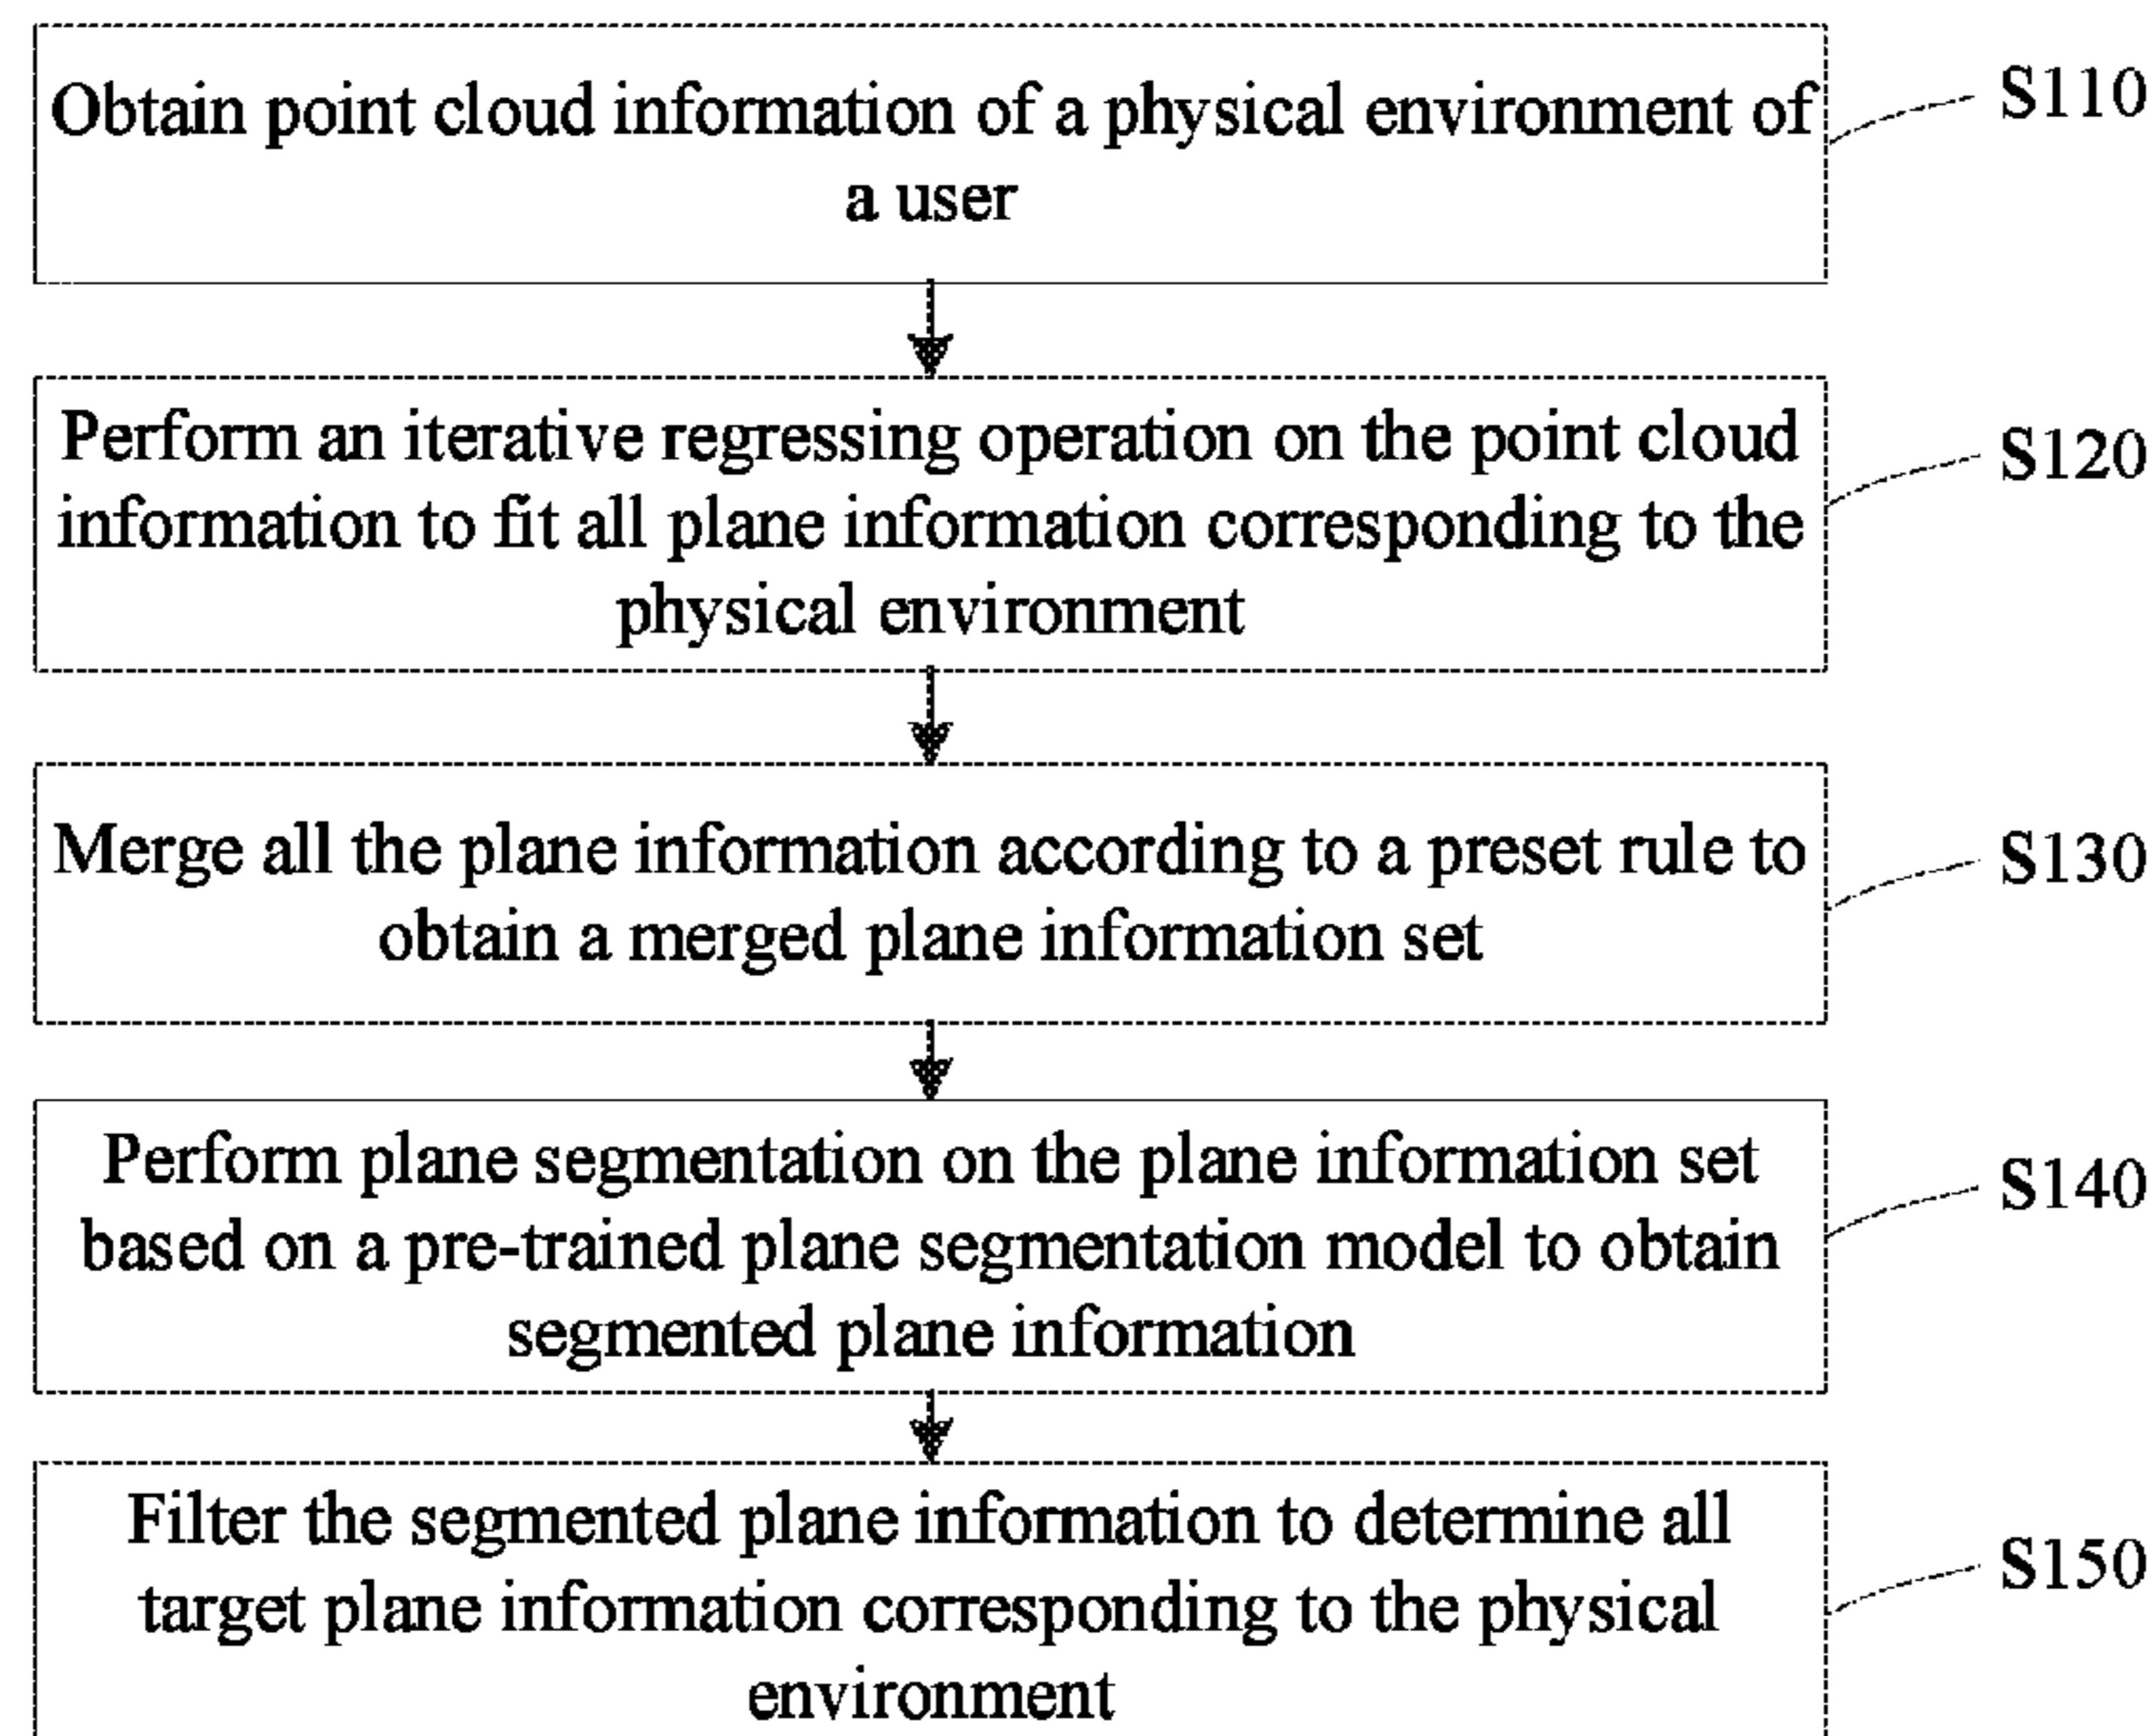 Obtain point cloud information of a physical environment of
a user
S110
Perform an iterative regressing operation on the point cloud
information to fit all plane information corresponding to the
physical environment
S120
Merge all the plane information according to a preset rule to
obtain a merged plane information set
S130
Perform plane segmentation on the plane information set
based on a pre-trained plane segmentation model to obtain
segmented plane information
S140
Filter the segmented plane information to determine all
target plane information corresponding to the physical
environment
S150